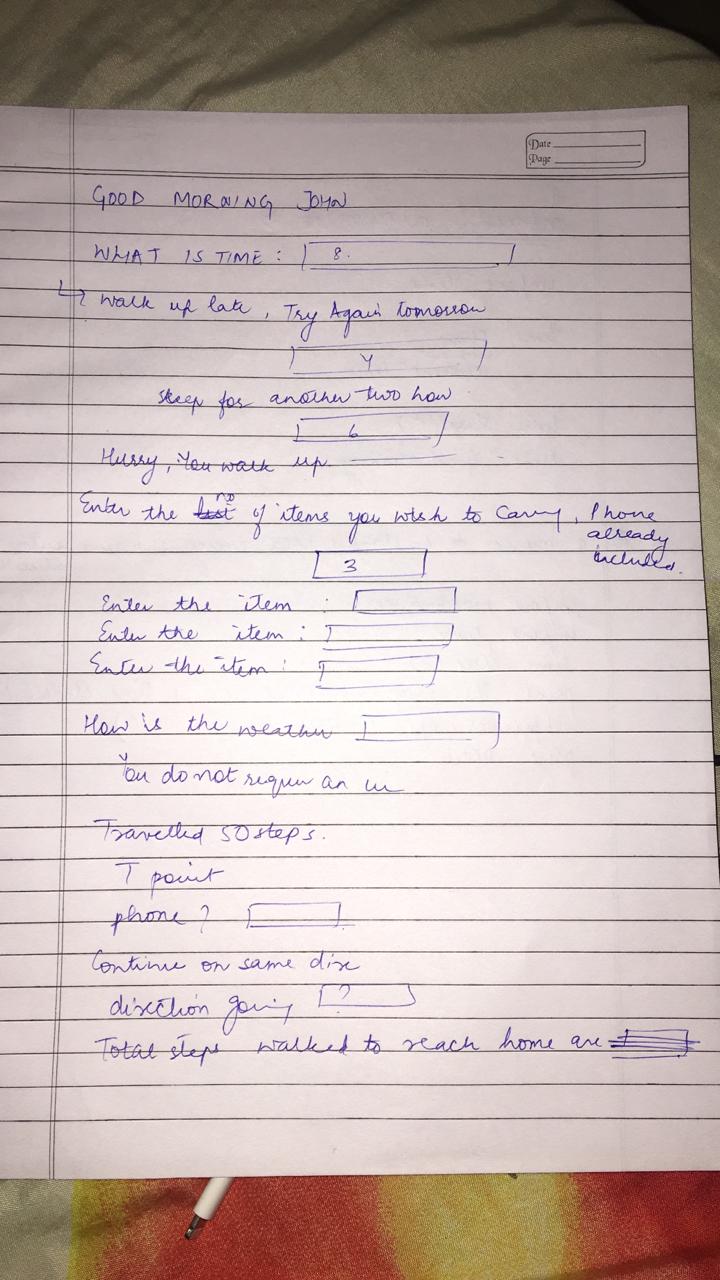 Date
Page
GOOD MORNING JOHN
WHAT IS TIME : 8.
Walk up late, Try Again tomorrow
4
sleep for another two how
6
Hurry, You walk up
Enter the list no of items you wish to carry, Phone
already
included.
3
Enter the item :
Enter the item :
Enter the item :
How is the weather
You do not requre an u
Travelled 50 steps.
T point
phone ?
Continue on same dire
direction going ?
Total steps walked to reach home are